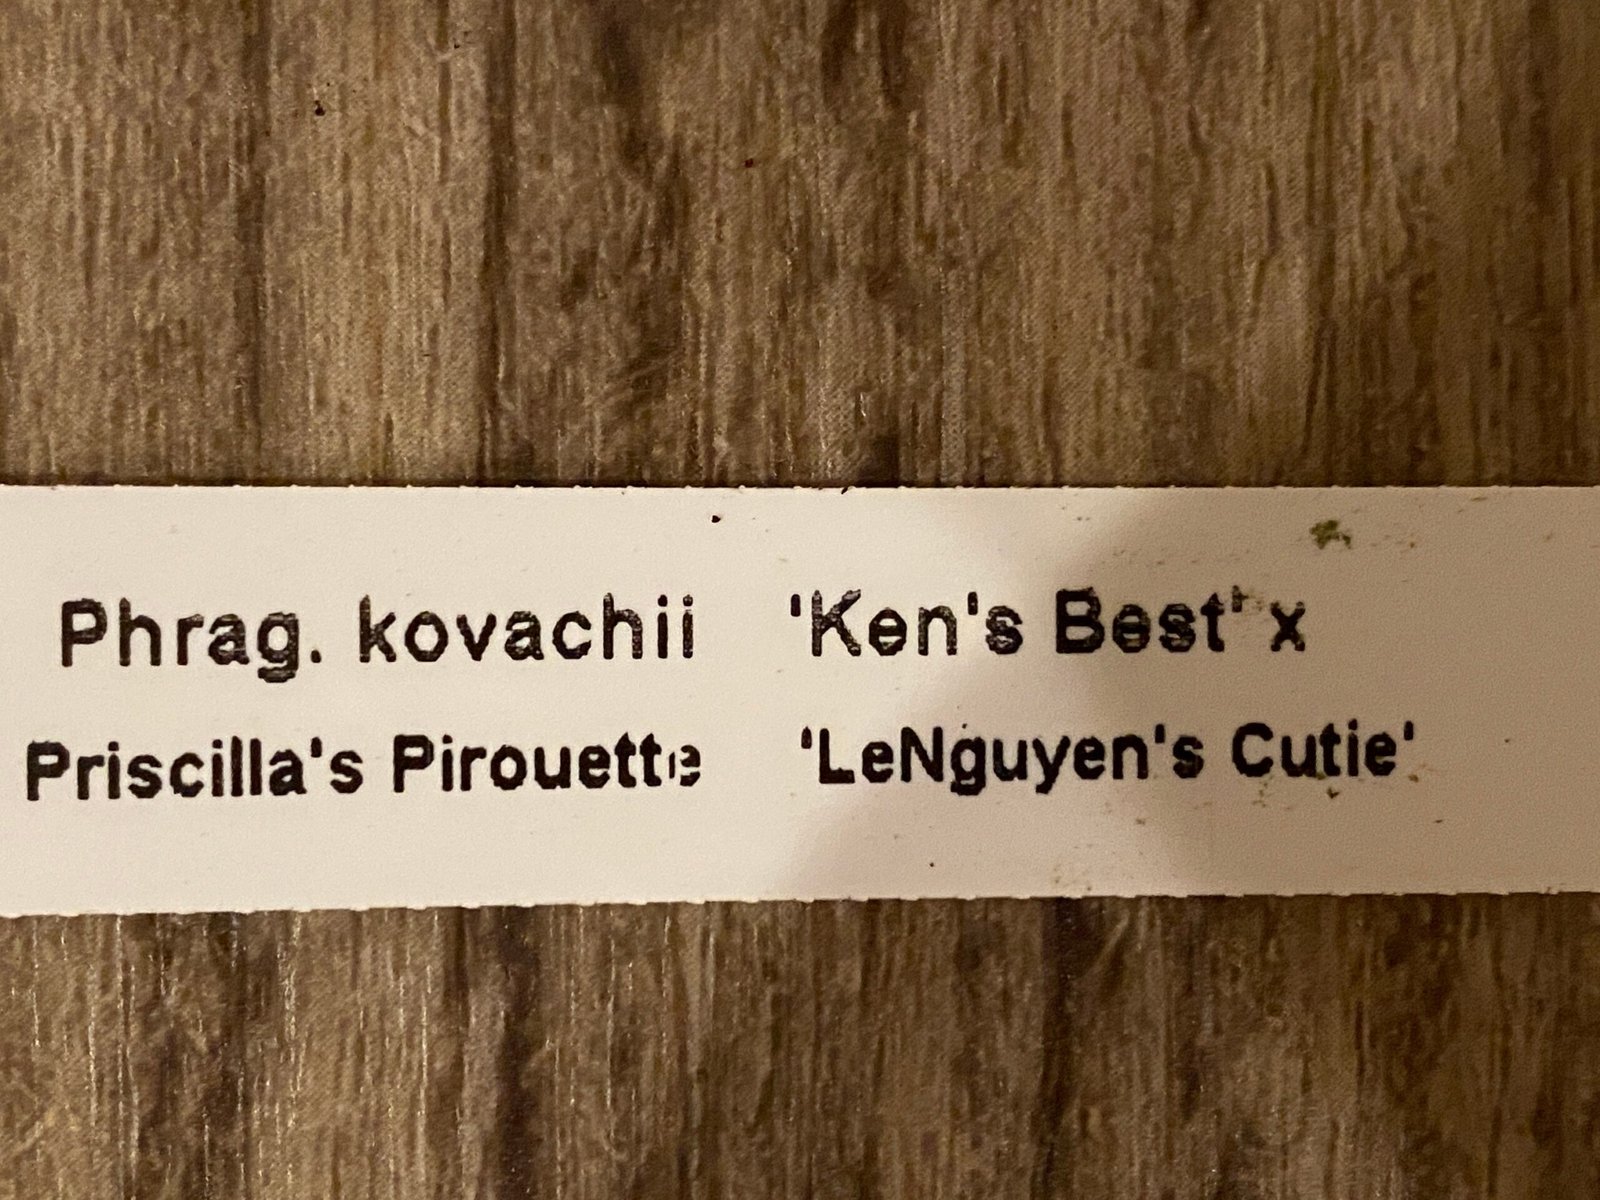 Phrag. kovachii 'Ken's Best' x
Priscilla's Pirouette 'LeNguyen's Cutie'